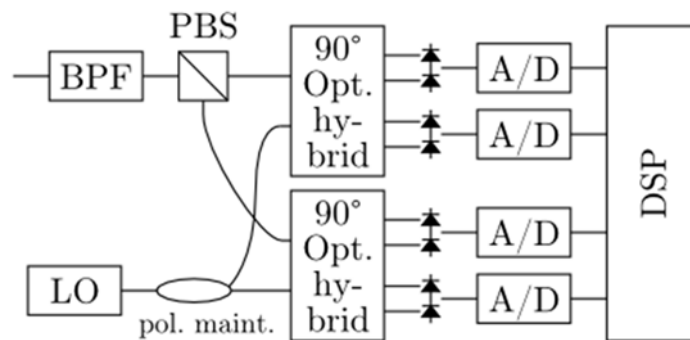 PBS
BPF
90°
Opt.
hy-
brid
A/D
A/D
DSP
90°
Opt.
hy-
brid
A/D
A/D
LO
pol. maint.